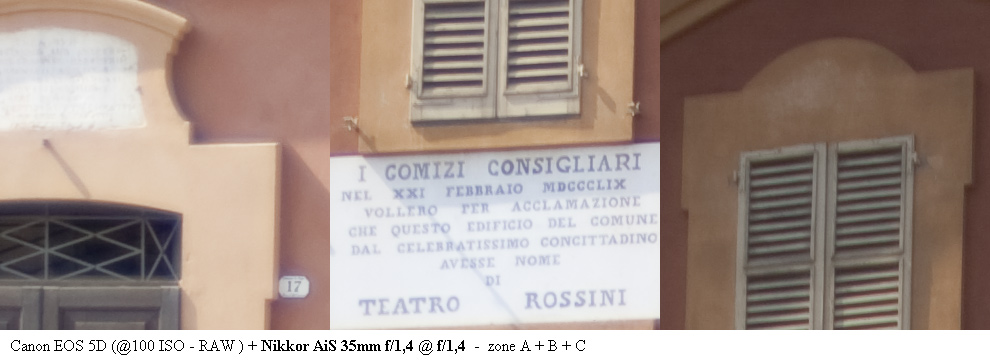 17
I COMIZI CONSIGLIARI
NEL XXI FEBBRAIO MDCCCLIX
VOLLERO PER ACCLAMAZIONE
CHE QUESTO EDIFICIO DEL COMUNE
DAL CELEBRATISSIMO CONCITTADINO
AVESSE NOME
DI
TEATRO ROSSINI
Canon EOS 5D (@100 ISO - RAW ) + Nikkor AiS 35mm f/1,4 @ f/1,4 - zone A + B + C